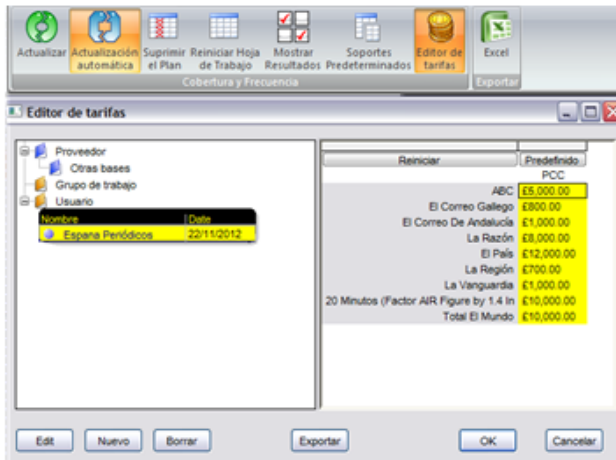 Actualizar Actualización automática Suprimir el Plan Reiniciar Hoja de Trabajo Mostrar Resultados Soportes Predeterminados Editor de tarifas Excel
Cobertura y Frecuencia Exportar
Editor de tarifas
Proveedor
Otras bases
Grupo de trabajo
Usuario
Nombre Date
Espana Periódicos 22/11/2012
Reiniciar Predefinido
PCC
ABC £5,000.00
El Correo Gallego £800.00
El Correo De Andalucía £1,000.00
La Razón £8,000.00
El País £12,000.00
La Región £700.00
La Vanguardia £1,000.00
20 Minutos (Factor AIR Figure by 1.4 In £10,000.00
Total El Mundo £10,000.00
Edit Nuevo Borrar Exportar OK Cancelar